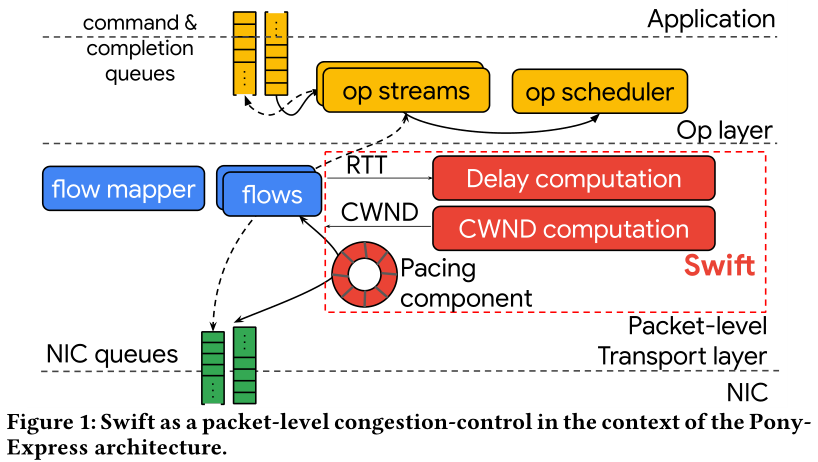 command &
completion
queues
Application
op streams
op scheduler
Op layer
flow mapper
flows
RTT
Delay computation
CWND
CWND computation
Swift
Pacing
component
Packet-level
Transport layer
NIC queues
NIC
Figure 1: Swift as a packet-level congestion-control in the context of the Pony-
Express architecture.